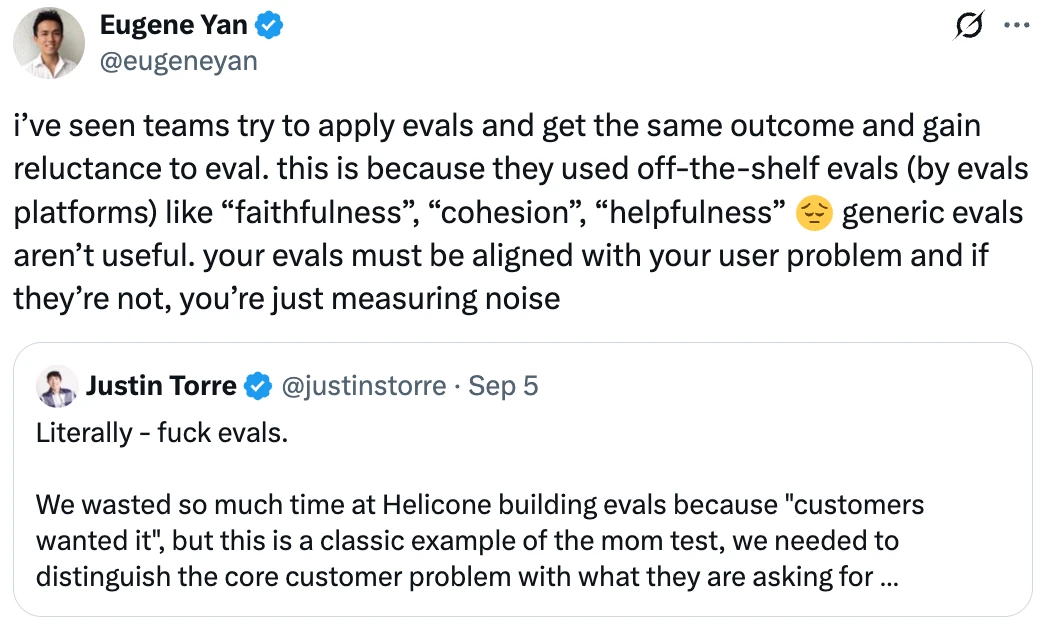 Eugene Yan
@eugeneyan
i’ve seen teams try to apply evals and get the same outcome and gain
reluctance to eval. this is because they used off-the-shelf evals (by evals
platforms) like “faithfulness”, “cohesion”, “helpfulness” 😔 generic evals
aren’t useful. your evals must be aligned with your user problem and if
they’re not, you’re just measuring noise
Justin Torre @justinstorre · Sep 5
Literally - fuck evals.
We wasted so much time at Helicone building evals because "customers
wanted it", but this is a classic example of the mom test, we needed to
distinguish the core customer problem with what they are asking for ...